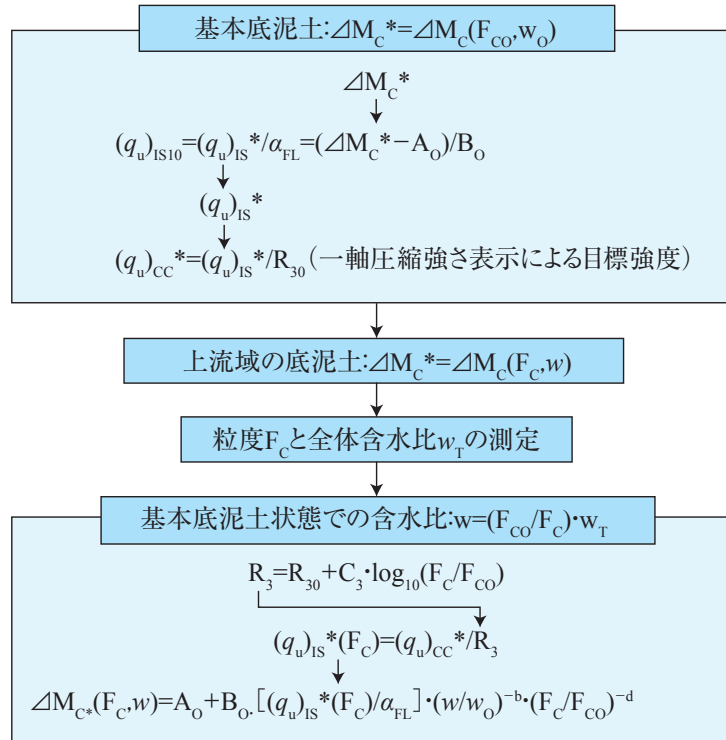 基本底泥土:⊿M_C*=⊿M_C(F_CO,w_O)
⊿M_C*
(q_u)_IS10=(q_u)_IS*/α_FL=(⊿M_C*−A_O)/B_O
(q_u)_IS*
(q_u)_CC*=(q_u)_IS*/R_30(一軸圧縮強さ表示による目標強度)
上流域の底泥土:⊿M_C*=⊿M_C(F_C,w)
粒度F_Cと全体含水比w_Tの測定
基本底泥土状態での含水比:w=(F_CO/F_C)·w_T
R_3=R_30+C_3·log_10(F_C/F_CO)
(q_u)_IS*(F_C)=(q_u)_CC*/R_3
⊿M_C*(F_C,w)=A_O+B_O.[(q_u)_IS*(F_C)/α_FL]·(w/w_O)^−b·(F_C/F_CO)^−d